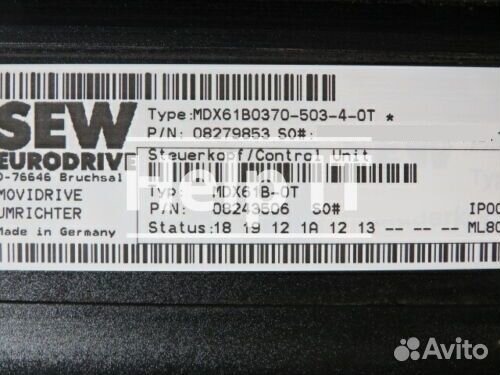 SEW
EURODRIVE
D-76646 Bruchsal
MOVIDRIVE
UMRICHTER
Made in Germany
Type:MDX61B0370-503-4-0T *
P/N: 08279853 S0#:
Steuerkopf/Control Unit
Typ: MDX61B-0T
P/N: 08243506 S0# IP00
Status:18 19 12 1A 12 13 -- -- -- ML80
Avito